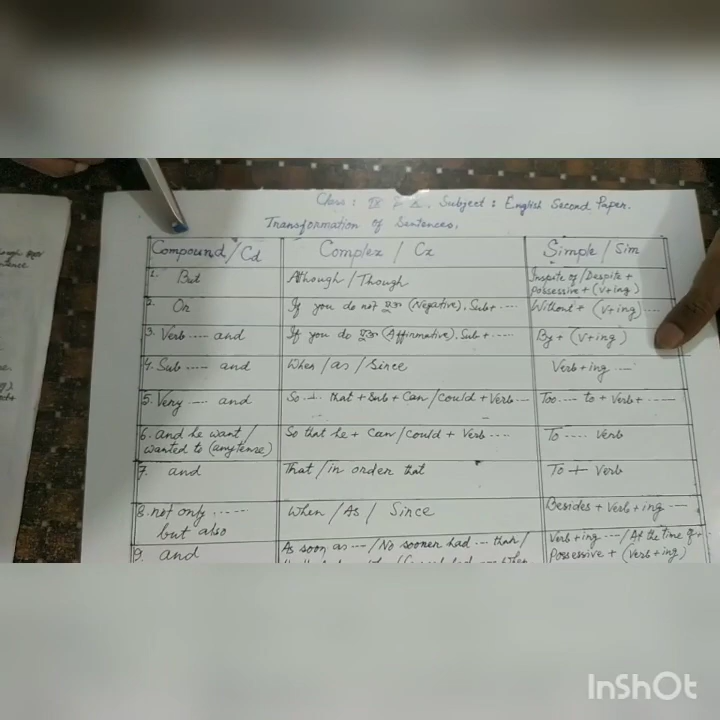 Class: IX & X. Subject: English Second Paper.
Transformation of Sentences.
Compound/Cd Complex / Cx Simple / Sim
1. But Although / Though Inspite of / Despite +
Possessive + (V+ing)
2. Or If you do not (Negative), Sub + ---- Without + (V+ing) ----
3. Verb ---- and If you do (Affirmative), Sub + ---- By + (V+ing)
4. Sub ---- and When / as / Since Verb + ing ----
5. Very ---- and So ... that + Sub + Can / Could + Verb --- Too ---- to + Verb + ----
6. and he want / So that he + Can / Could + Verb ---- To ---- Verb
wanted to (any tense)
7. and That / in order that To + Verb
8. not only ----- When / As / Since Besides + Verb + ing ---
but also
9. and As soon as --- / No sooner had --- than / Verb + ing --- / At the time of +
Possessive + (Verb + ing)
InShOt